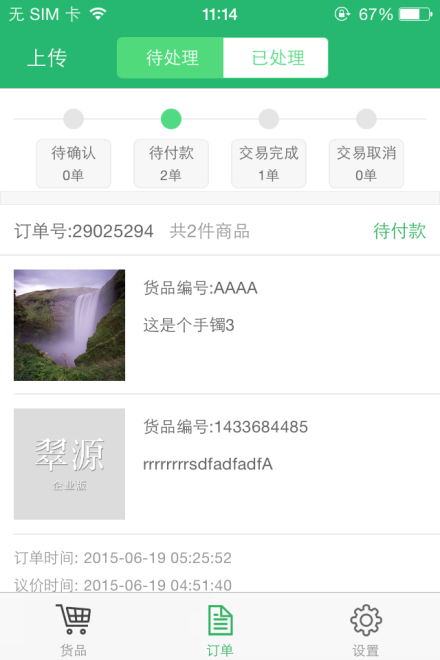 无 SIM 卡 11:14 67%
上传 待处理 已处理
待确认 待付款 交易完成 交易取消
0单 2单 1单 0单
订单号:29025294 共2件商品 待付款
货品编号:AAAA
这是个手镯3
货品编号:1433684485
翠源
企业版
rrrrrrrrsdfadfadfA
订单时间: 2015-06-19 05:25:52
议价时间: 2015-06-19 04:51:40
货品 订单 设置